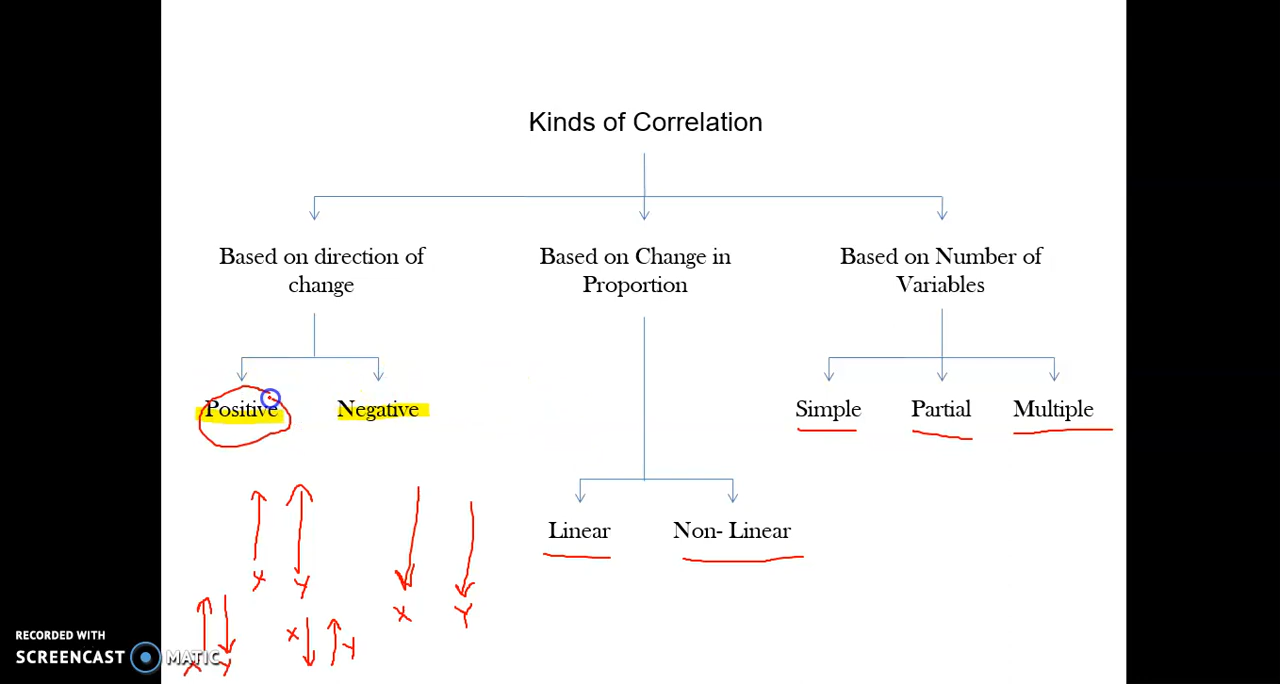 Kinds of Correlation
Based on direction of
change
Based on Change in
Proportion
Based on Number of
Variables
Positive
Negative
Simple
Partial
Multiple
Linear
Non- Linear
X
Y
X
Y
X
Y
X
Y
RECORDED WITH
SCREENCAST MATIC